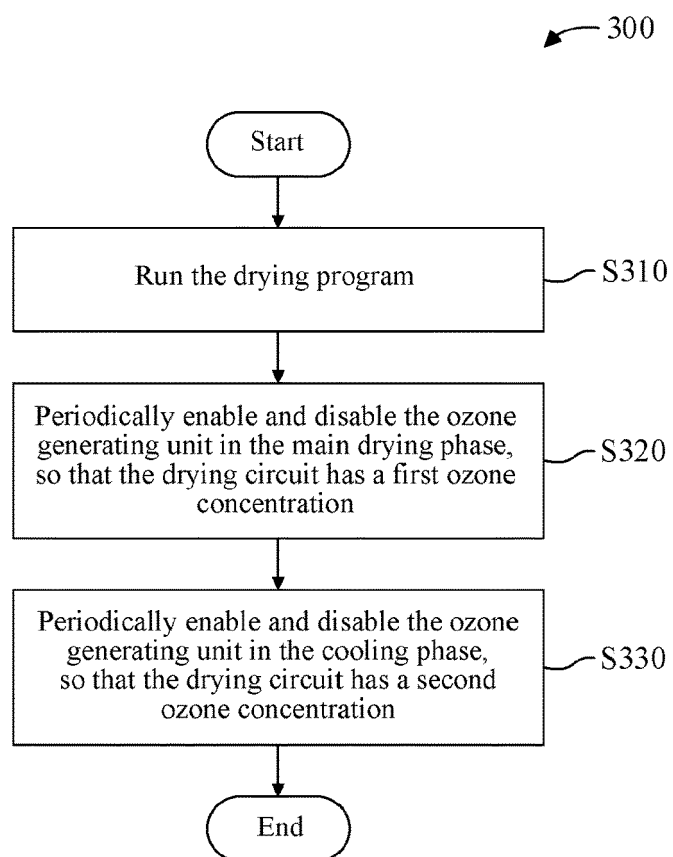 300
Start
Run the drying program
S310
Periodically enable and disable the ozone
generating unit in the main drying phase,
so that the drying circuit has a first ozone
concentration
S320
Periodically enable and disable the ozone
generating unit in the cooling phase,
so that the drying circuit has a second
ozone concentration
S330
End